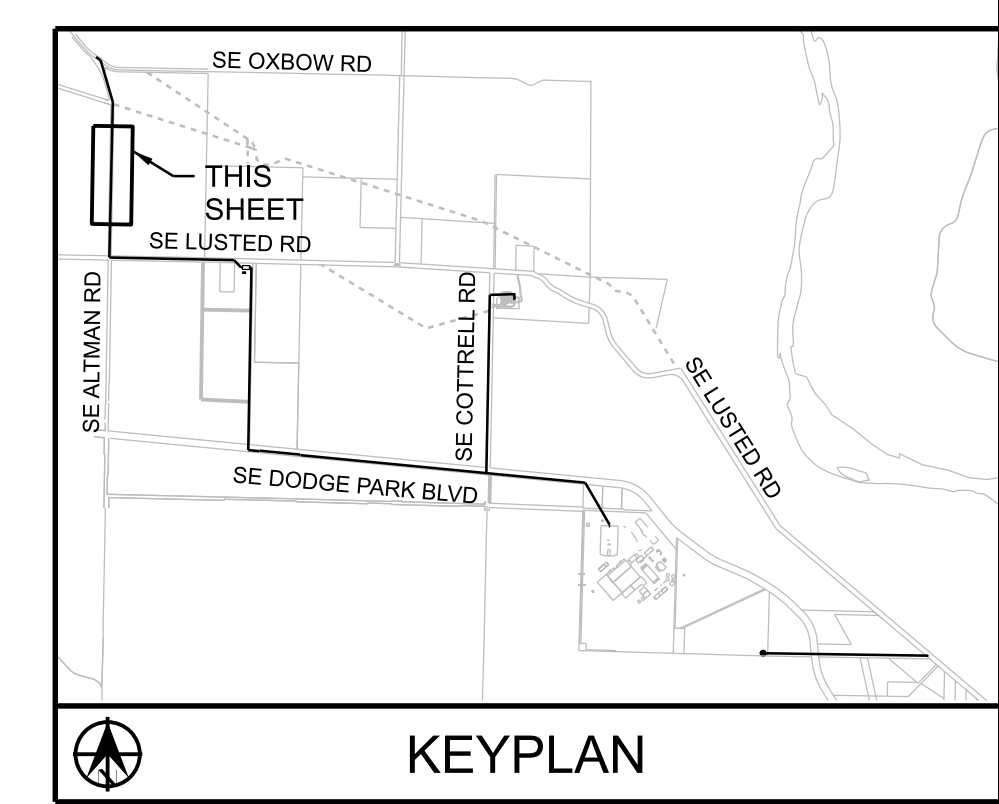 SE OXBOW RD
THIS
SHEET
SE LUSTED RD
SE ALTMAN RD
SE COTTRELL RD
SE LUSTED RD
SE DODGE PARK BLVD
KEYPLAN